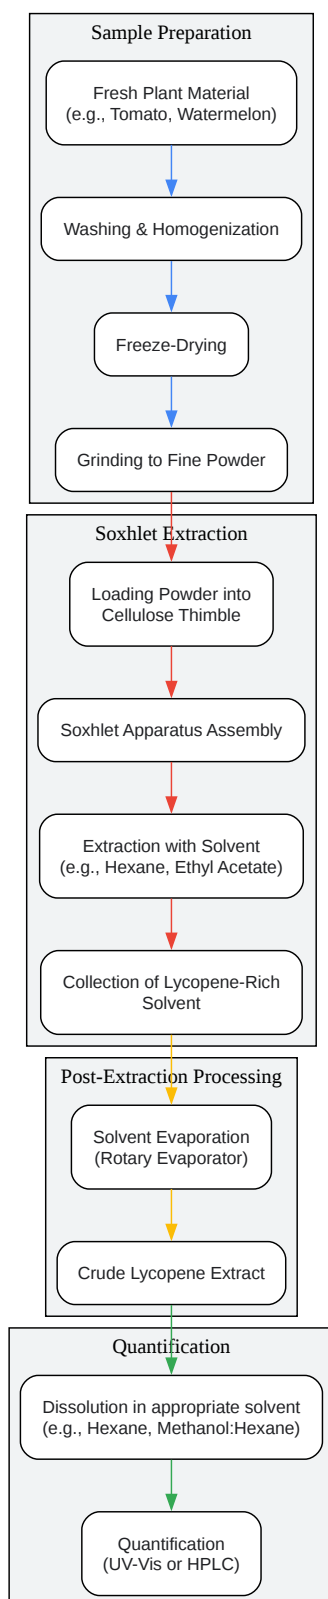 Sample Preparation
Fresh Plant Material
(e.g., Tomato, Watermelon)
Washing & Homogenization
Freeze-Drying
Grinding to Fine Powder
Soxhlet Extraction
Loading Powder into
Cellulose Thimble
Soxhlet Apparatus Assembly
Extraction with Solvent
(e.g., Hexane, Ethyl Acetate)
Collection of Lycopene-Rich
Solvent
Post-Extraction Processing
Solvent Evaporation
(Rotary Evaporator)
Crude Lycopene Extract
Quantification
Dissolution in appropriate solvent
(e.g., Hexane, Methanol:Hexane)
Quantification
(UV-Vis or HPLC)